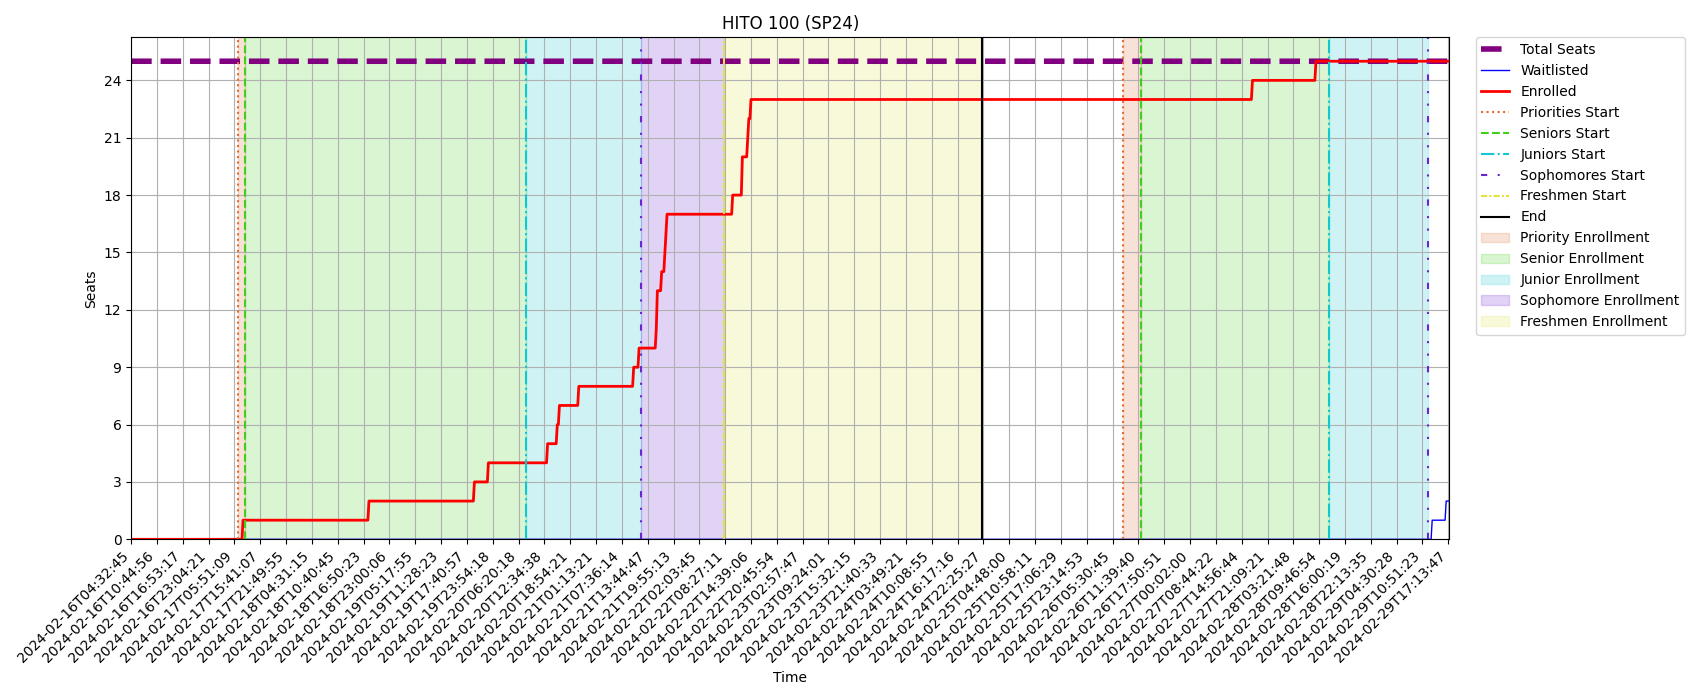 HITO 100 (SP24)
Seats
24
21
18
15
12
9
6
3
0
2024-02-16T04:32:45
2024-02-16T10:44:56
2024-02-16T16:53:17
2024-02-16T23:04:21
2024-02-17T05:51:09
2024-02-17T15:41:07
2024-02-17T21:49:55
2024-02-18T04:31:15
2024-02-18T10:40:45
2024-02-18T16:50:23
2024-02-18T23:00:06
2024-02-19T05:17:55
2024-02-19T11:28:23
2024-02-19T17:40:57
2024-02-19T23:54:18
2024-02-20T06:20:18
2024-02-20T12:34:38
2024-02-20T18:54:21
2024-02-21T01:13:21
2024-02-21T07:36:14
2024-02-21T13:44:47
2024-02-21T19:55:13
2024-02-22T02:03:45
2024-02-22T08:27:11
2024-02-22T14:39:06
2024-02-22T20:45:54
2024-02-23T02:57:47
2024-02-23T09:24:01
2024-02-23T15:32:15
2024-02-23T21:40:33
2024-02-24T03:49:21
2024-02-24T10:08:55
2024-02-24T16:17:16
2024-02-24T22:25:27
2024-02-25T04:48:00
2024-02-25T10:58:11
2024-02-25T17:06:29
2024-02-25T23:14:53
2024-02-26T05:30:45
2024-02-26T11:39:40
2024-02-26T17:50:51
2024-02-27T00:02:00
2024-02-27T08:44:22
2024-02-27T14:56:44
2024-02-27T21:09:21
2024-02-28T03:21:48
2024-02-28T09:46:54
2024-02-28T16:00:19
2024-02-28T22:13:35
2024-02-29T04:30:28
2024-02-29T10:51:23
2024-02-29T17:13:47
Time
Total Seats
Waitlisted
Enrolled
Priorities Start
Seniors Start
Juniors Start
Sophomores Start
Freshmen Start
End
Priority Enrollment
Senior Enrollment
Junior Enrollment
Sophomore Enrollment
Freshmen Enrollment